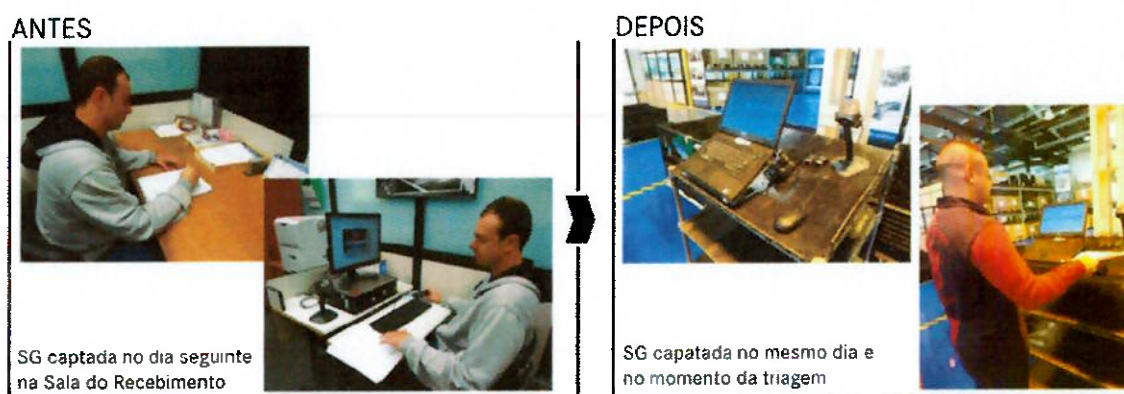 ANTES
DEPOIS
SG captada no dia seguinte
na Sala do Recebimento
SG capatada no mesmo dia e
no momento da triagem